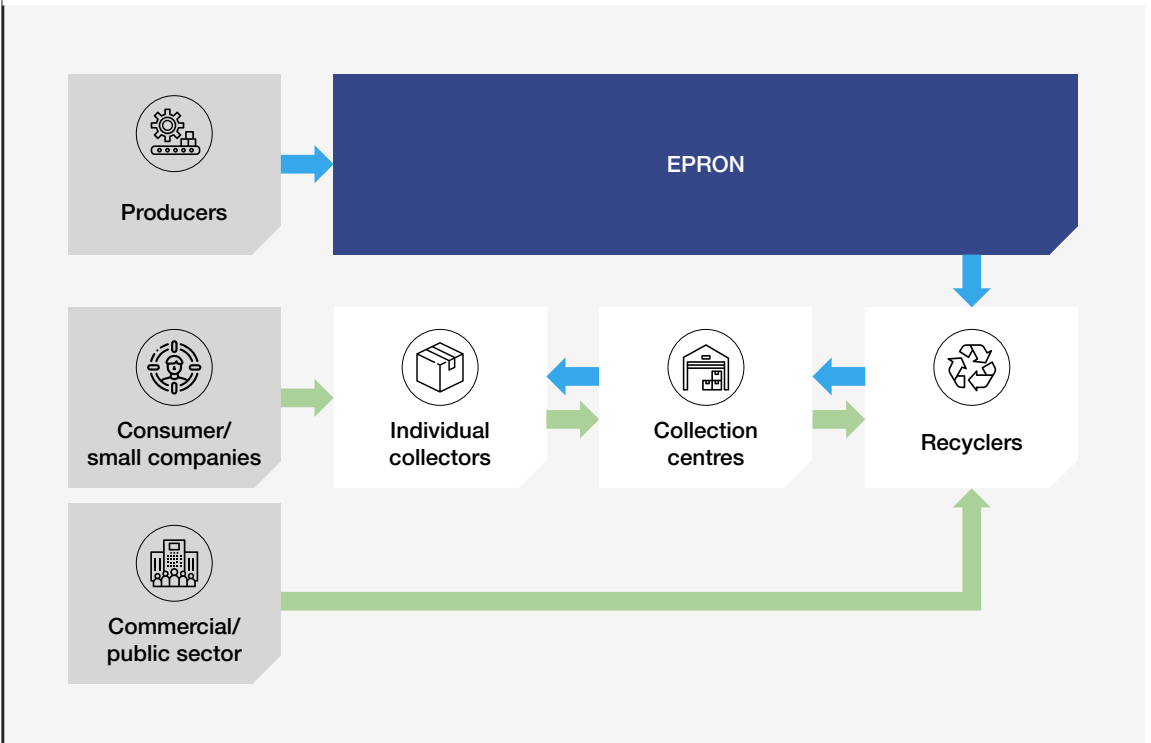 EPRON
Producers
Consumer/
small companies
Individual
collectors
Collection
centres
Recyclers
Commercial/
public sector